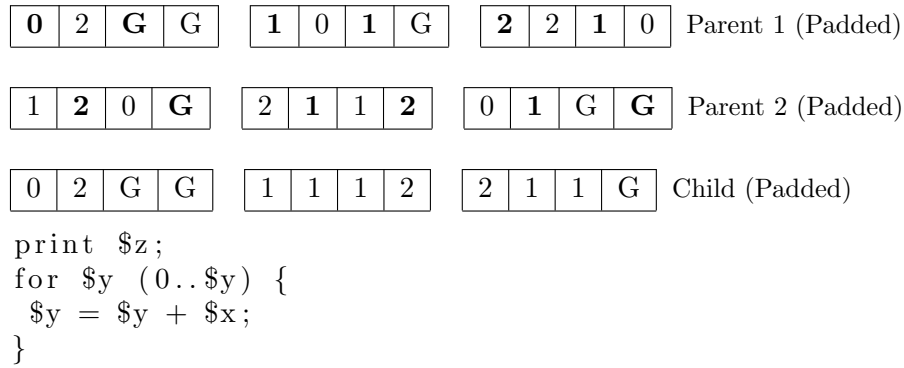 0 2 G G 1 0 1 G 2 2 1 0 Parent 1 (Padded)
1 2 0 G 2 1 1 2 0 1 G G Parent 2 (Padded)
0 2 G G 1 1 1 2 2 1 1 G Child (Padded)
print $z;
for $y (0..$y) {
$y = $y + $x;
}